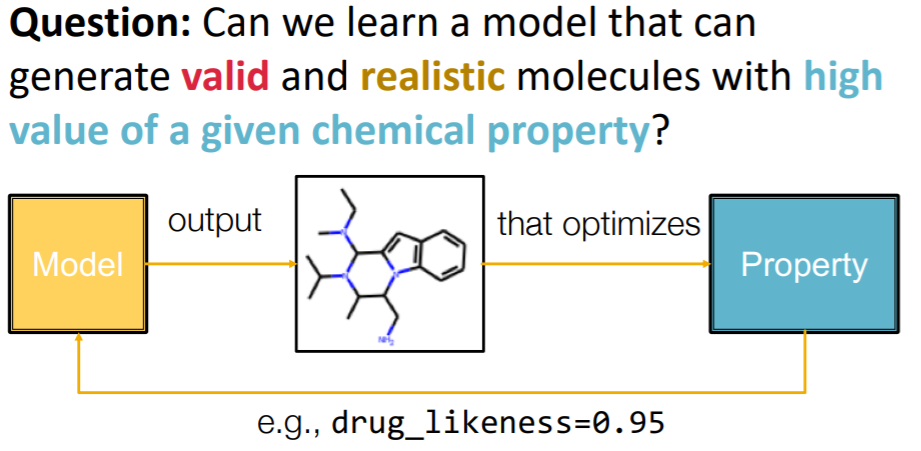 Question: Can we learn a model that can
generate valid and realistic molecules with high
value of a given chemical property?
output
that optimizes
Model
Property
N
N
N
NH₂
e.g., drug_likeness=0.95